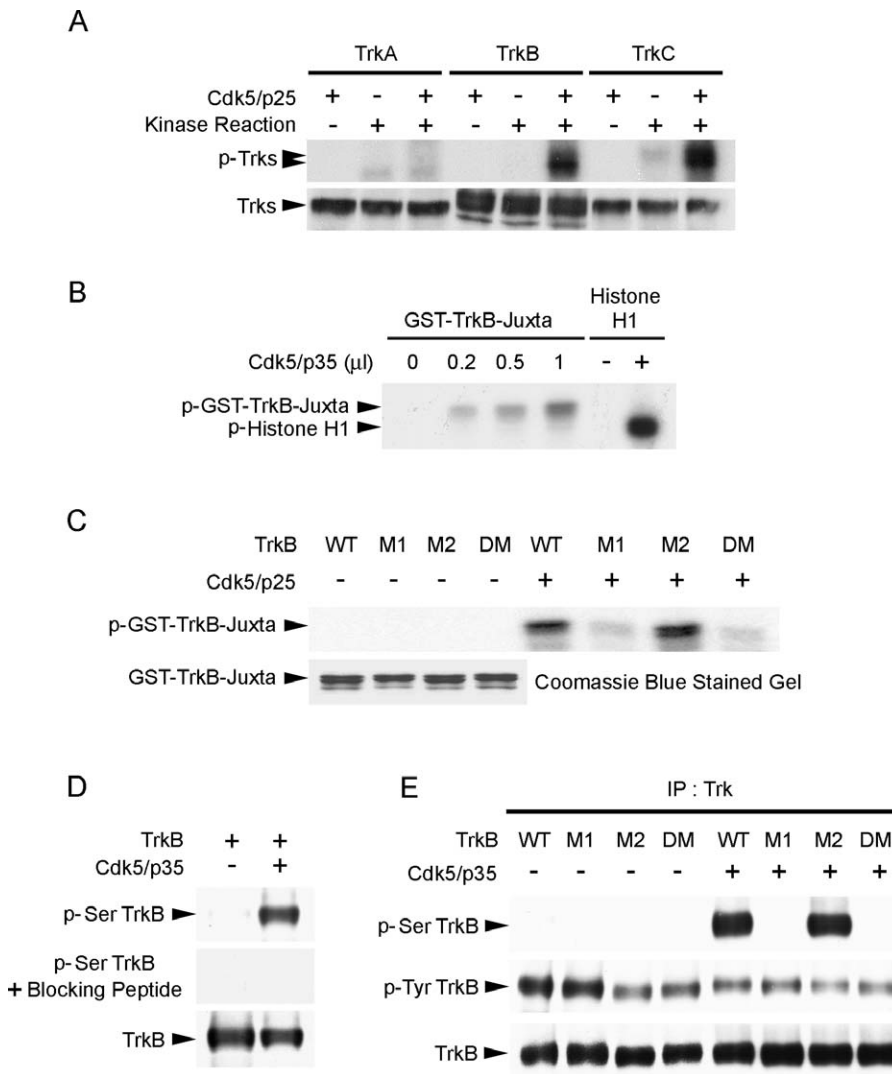 A
TrkA TrkB TrkC
Cdk5/p25 + - + + - + + - +
Kinase Reaction - + + - + + - + +
p-Trks
Trks
B
Histone
GST-TrkB-Juxta H1
Cdk5/p35 (µl) 0 0.2 0.5 1 - +
p-GST-TrkB-Juxta
p-Histone H1
C
TrkB WT M1 M2 DM WT M1 M2 DM
Cdk5/p25 - - - - + + + +
p-GST-TrkB-Juxta
GST-TrkB-Juxta Coomassie Blue Stained Gel
D
TrkB + +
Cdk5/p35 - +
p-Ser TrkB
p-Ser TrkB
+ Blocking Peptide
TrkB
E
IP : Trk
TrkB WT M1 M2 DM WT M1 M2 DM
Cdk5/p35 - - - - + + + +
p-Ser TrkB
p-Tyr TrkB
TrkB